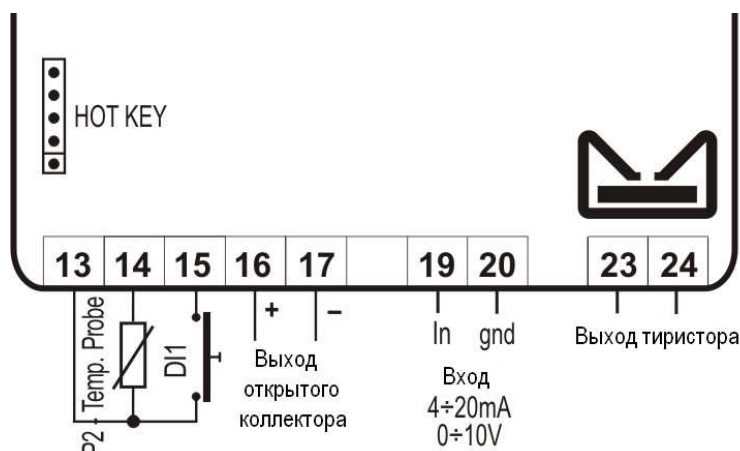 HOT KEY
13 14 15 16 17 19 20 23 24
+ –
P2 - Temp. Probe
DI1
Выход
открытого
коллектора
In gnd
Вход
4÷20mA
0÷10V
Выход тиристора